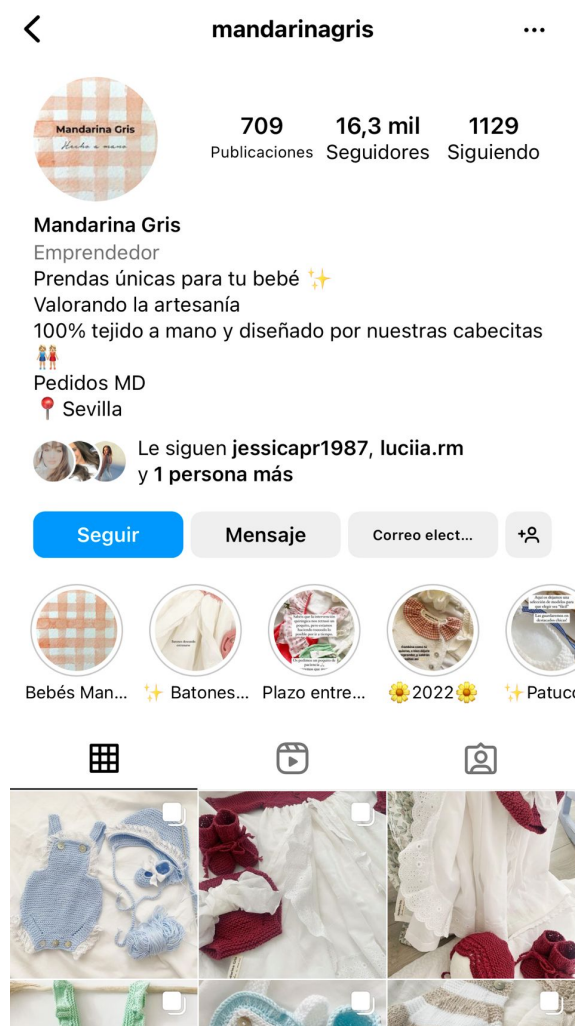 mandarinagris
Mandarina Gris
Hecho a mano
709
Publicaciones
16,3 mil
Seguidores
1129
Siguiendo
Mandarina Gris
Emprendedor
Prendas únicas para tu bebé ✨
Valorando la artesanía
100% tejido a mano y diseñado por nuestras cabecitas
👭
Pedidos MD
📍 Sevilla
Le siguen jessicapr1987, luciia.rm
y 1 persona más
Seguir
Mensaje
Correo elect...
Bebés Man...
✨ Batones...
Plazo entre...
🌼2022🌼
✨Patuco